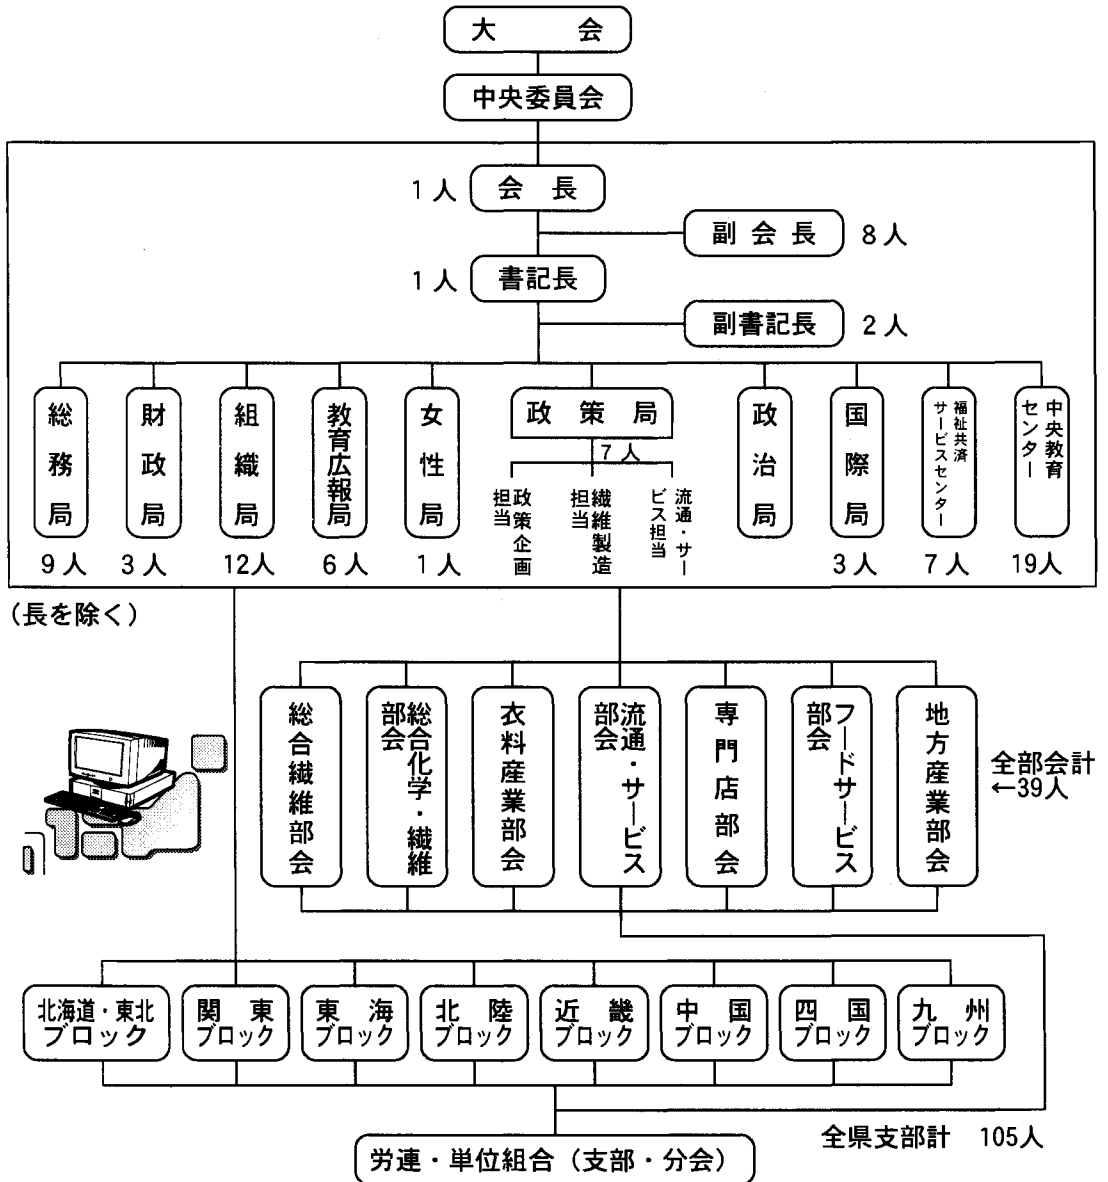 大　会
中央委員会
1人
会　長
副 会 長
8人
1人
書記長
副書記長
2人
総務局
財政局
組織局
教育広報局
女性局
政 策 局
政治局
国際局
福祉共済
サービスセンター
中央教育
センター
7人
政策企画
担当
繊維製造
担当
流通・サー
ビス担当
9人
3人
12人
6人
1人
3人
7人
19人
(長を除く)
総合繊維部会
総合化学・繊維
部会
衣料産業部会
流通・サービス
部会
専門店部会
フードサービス
部会
地方産業部会
全部会計
←39人
北海道・東北
ブロック
関　東
ブロック
東　海
ブロック
北　陸
ブロック
近　畿
ブロック
中　国
ブロック
四　国
ブロック
九　州
ブロック
全県支部計　105人
労連・単位組合（支部・分会）